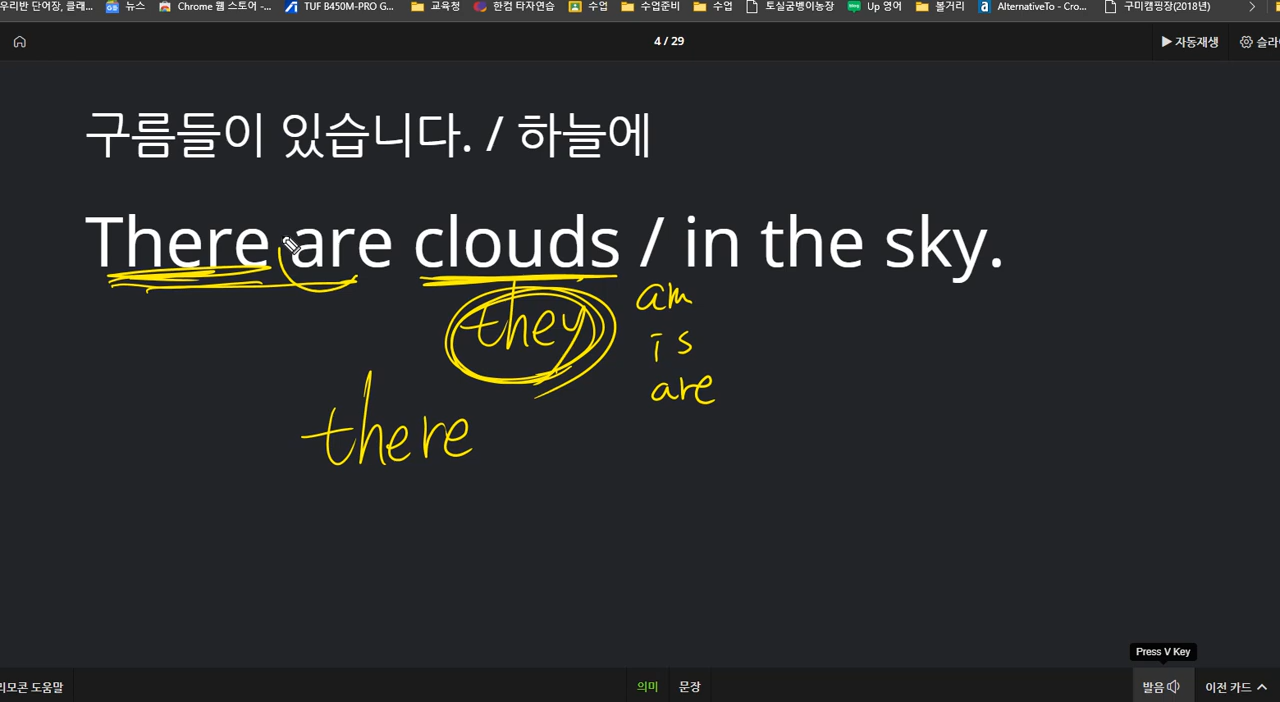 우리반 단어장, 클래... 뉴스 Chrome 웹 스토어 -... TUF B450M-PRO G... 교육청 한컴 타자연습 수업 수업준비 수업 토실굼벵이농장 Up 영어 볼거리 AlternativeTo - Cro... 구미캠핑장(2018년)
4 / 29 자동재생 슬라
구름들이 있습니다. / 하늘에
There are clouds / in the sky.
they am
is
are
there
Press V Key
리모콘 도움말 의미 문장 발음 이전 카드